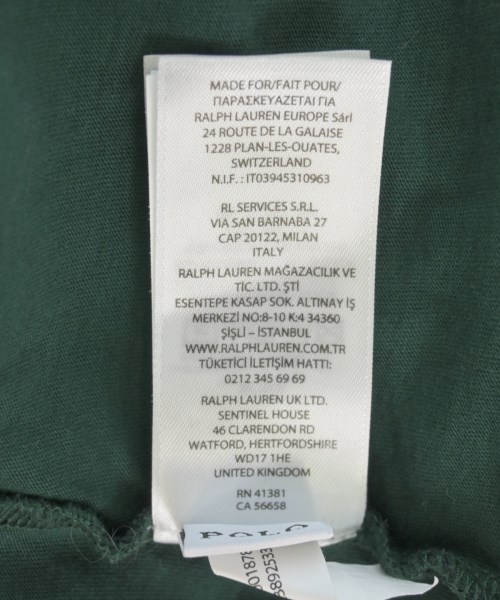 MADE FOR/FAIT POUR/
ΠΑΡΑΣΚΕΥΑΖΕΤΑΙ ΓΙΑ
RALPH LAUREN EUROPE Sárl
24 ROUTE DE LA GALAISE
1228 PLAN-LES-OUATES,
SWITZERLAND
N.I.F. : IT03945310963
RL SERVICES S.R.L.
VIA SAN BARNABA 27
CAP 20122, MILAN
ITALY
RALPH LAUREN MAĞAZACILIK VE
TİC. LTD. ŞTİ
ESENTEPE KASAP SOK. ALTINAY İŞ
MERKEZİ NO:8-10 K:4 34360
ŞİŞLİ – İSTANBUL
WWW.RALPHLAUREN.COM.TR
TÜKETİCİ İLETİŞİM HATTI:
0212 345 69 69
RALPH LAUREN UK LTD.
SENTINEL HOUSE
46 CLARENDON RD
WATFORD, HERTFORDSHIRE
WD17 1HE
UNITED KINGDOM
RN 41381
CA 56658
POLO